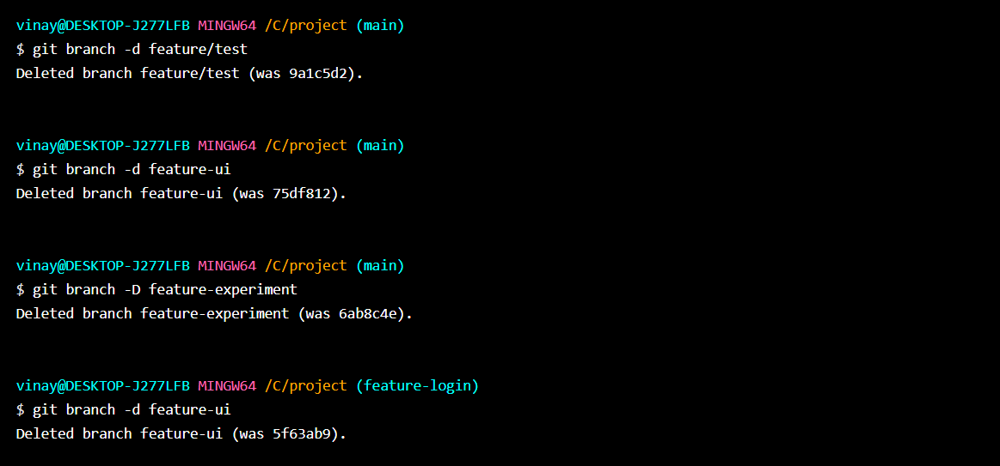 vinay@DESKTOP-J277LFB MINGW64 /C/project (main)
$ git branch -d feature/test
Deleted branch feature/test (was 9a1c5d2).
vinay@DESKTOP-J277LFB MINGW64 /C/project (main)
$ git branch -d feature-ui
Deleted branch feature-ui (was 75df812).
vinay@DESKTOP-J277LFB MINGW64 /C/project (main)
$ git branch -D feature-experiment
Deleted branch feature-experiment (was 6ab8c4e).
vinay@DESKTOP-J277LFB MINGW64 /C/project (feature-login)
$ git branch -d feature-ui
Deleted branch feature-ui (was 5f63ab9).